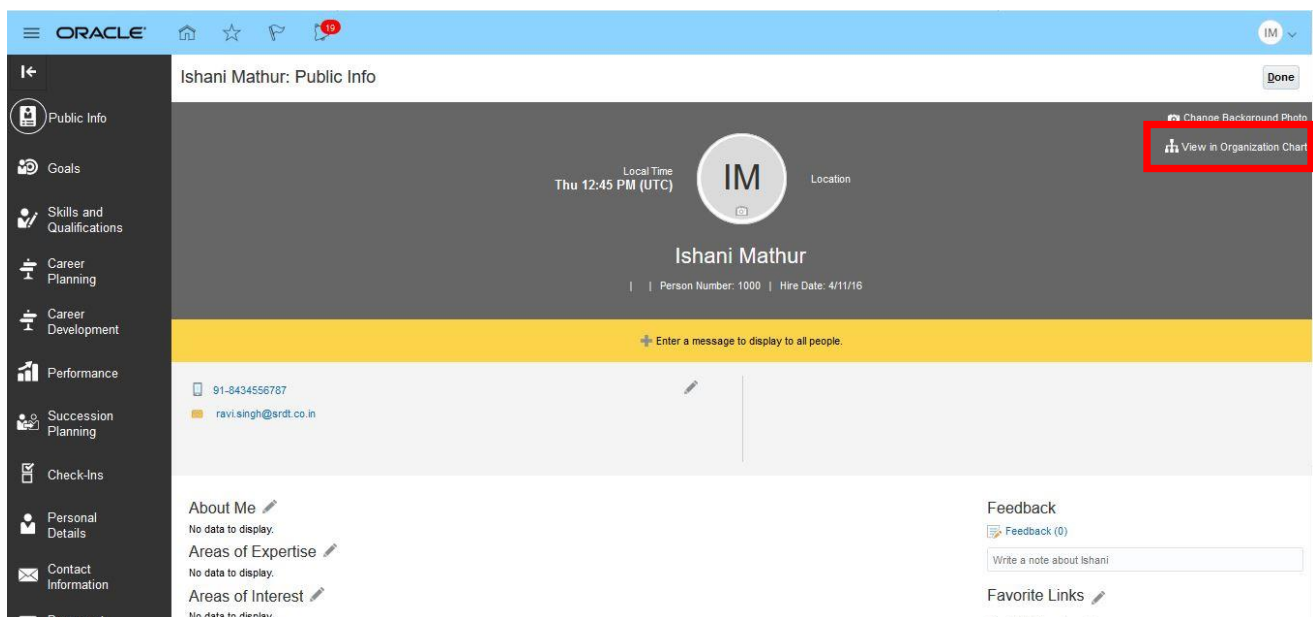 ORACLE
19
IM
Ishani Mathur: Public Info
Done
Public Info
Goals
Skills and
Qualifications
Career
Planning
Career
Development
Performance
Succession
Planning
Check-Ins
Personal
Details
Contact
Information
Change Background Photo
View in Organization Chart
Local Time
Thu 12:45 PM (UTC)
IM
Location
Ishani Mathur
| | Person Number: 1000 | Hire Date: 4/11/16
Enter a message to display to all people.
91-8434556787
ravi.singh@srdt.co.in
About Me
No data to display.
Areas of Expertise
No data to display.
Areas of Interest
No data to display.
Feedback
Feedback (0)
Write a note about Ishani
Favorite Links